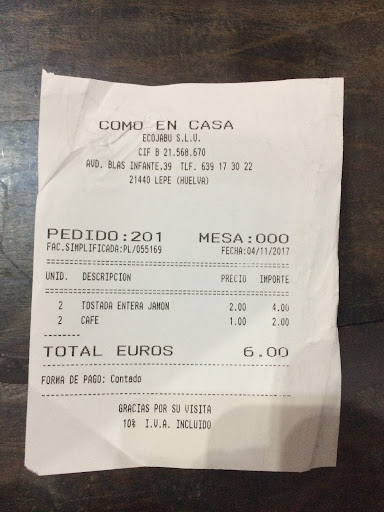 COMO EN CASA
ECOJABU S.L.U.
CIF B 21.568.670
AVD. BLAS INFANTE,39 TLF. 639 17 30 22
21440 LEPE (HUELVA)
PEDIDO:201 MESA:000
FAC.SIMPLIFICADA:PL/055169 FECHA:04/11/2017
UNID. DESCRIPCION PRECIO IMPORTE
2 TOSTADA ENTERA JAMON 2.00 4.00
2 CAFE 1.00 2.00
TOTAL EUROS 6.00
FORMA DE PAGO: Contado
GRACIAS POR SU VISITA
10% I.V.A. INCLUIDO